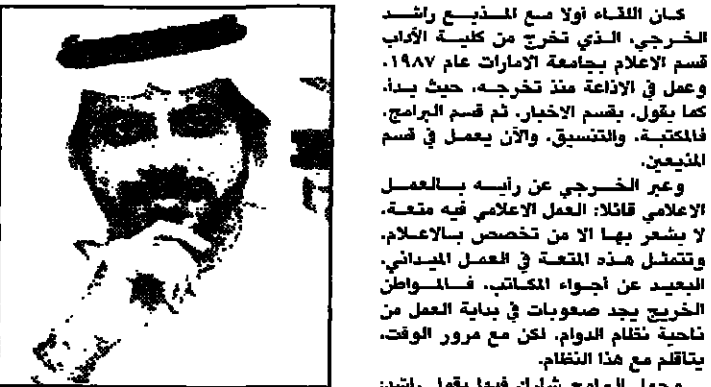 كان اللقاء أولا مع المذيع راشد
الخرجي، الذي تخرج من كلية الآداب
قسم الاعلام بجامعة الامارات عام ١٩٨٧،
وعمل في الاذاعة منذ تخرجه، حيث بدأ،
كما يقول، بقسم الاخبار، ثم قسم البرامج،
فالمكتبة، والتنسيق، والآن يعمل في قسم
المذيعين.
وعبر الخرجي عن رأيه بالعمل
الاعلامي قائلا: العمل الاعلامي فيه متعة،
لا يشعر بها الا من تخصص بالاعلام،
وتتمثل هذه المتعة في العمل الميداني،
البعيد عن أجواء المكاتب، فالمواطن
الخريج يجد صعوبات في بداية العمل من
ناحية نظام الدوام، لكن مع مرور الوقت،
يتاقلم مع هذا النظام.